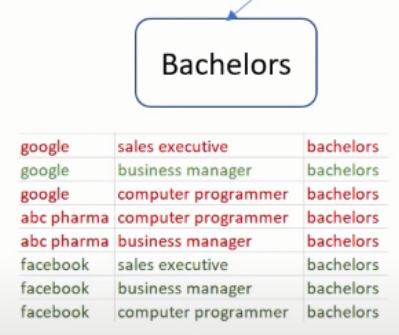 Bachelors
google sales executive bachelors
google business manager bachelors
google computer programmer bachelors
abc pharma computer programmer bachelors
abc pharma business manager bachelors
facebook sales executive bachelors
facebook business manager bachelors
facebook computer programmer bachelors